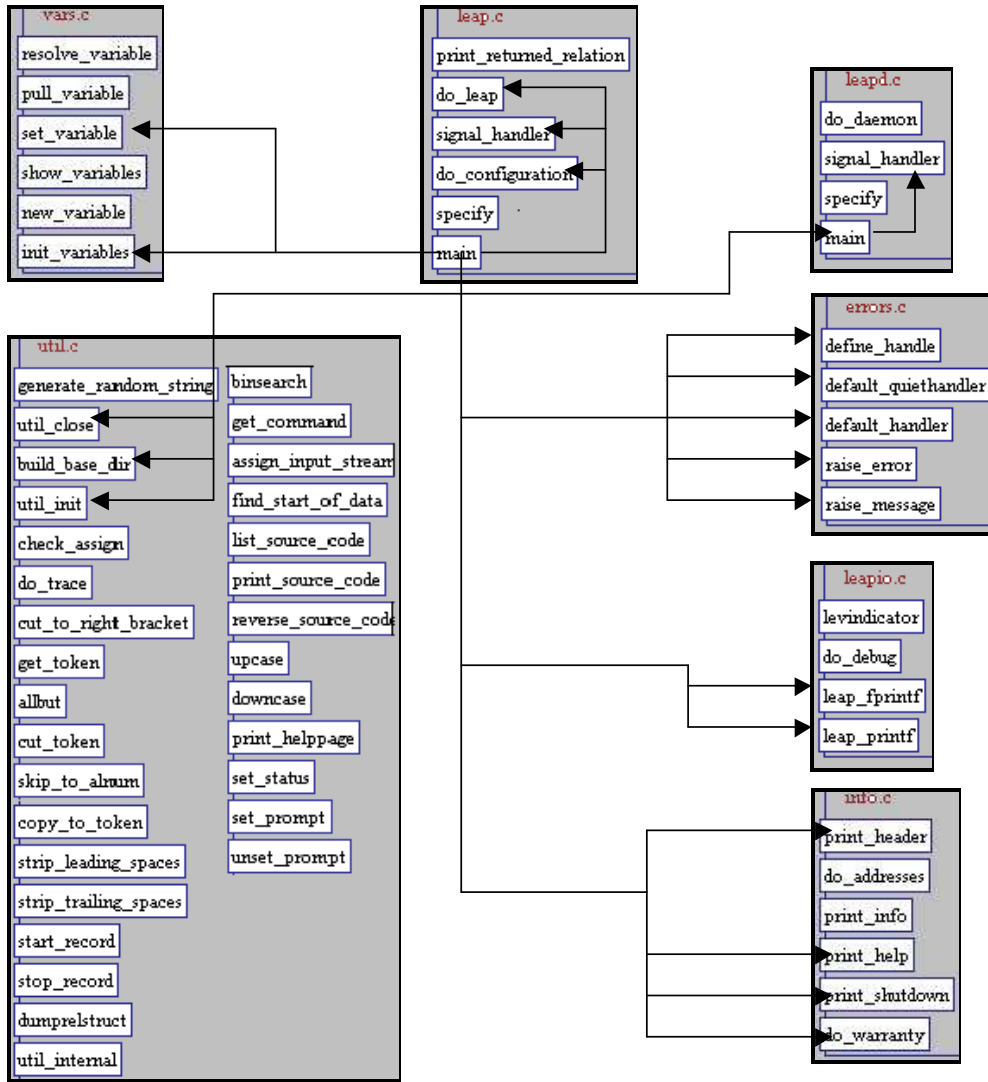 vars.c
resolve_variable
pull_variable
set_variable
show_variables
new_variable
init_variables
leap.c
print_returned_relation
do_leap
signal_handler
do_configuration
specify
main
leapd.c
do_daemon
signal_handler
specify
main
errors.c
define_handle
default_quiethandler
default_handler
raise_error
raise_message
util.c
generate_random_string
util_close
build_base_dir
util_init
check_assign
do_trace
cut_to_right_bracket
get_token
allbut
cut_token
skip_to_alnum
copy_to_token
strip_leading_spaces
strip_trailing_spaces
start_record
stop_record
dumprelstruct
util_internal
binsearch
get_command
assign_input_stream
find_start_of_data
list_source_code
print_source_code
reverse_source_code
upcase
downcase
print_helppage
set_status
set_prompt
unset_prompt
leapio.c
levindicator
do_debug
leap_fprintf
leap_printf
info.c
print_header
do_addresses
print_info
print_help
print_shutdown
do_warranty